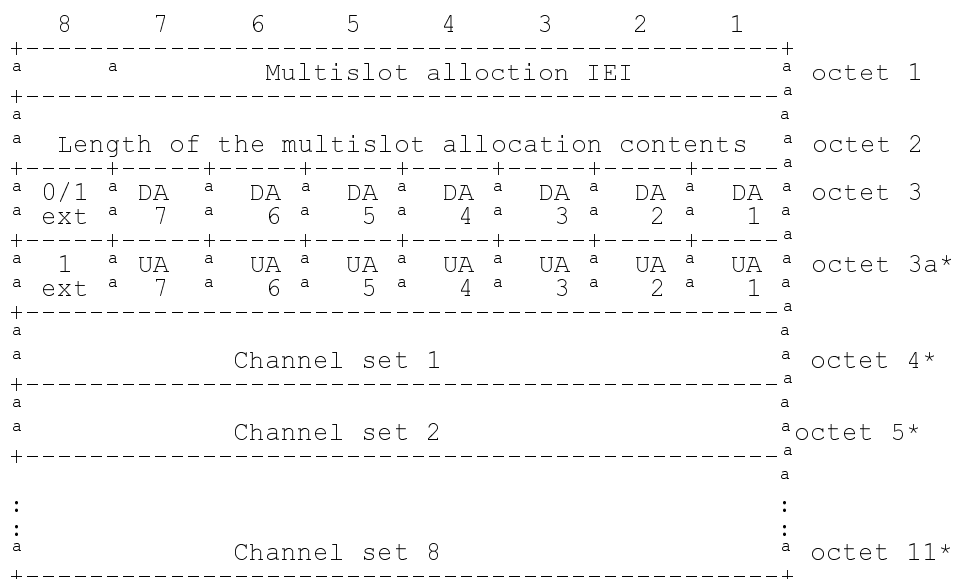 8 7 6 5 4 3 2 1
+-----------------------------------------------+
a a Multislot alloction IEI a octet 1
+-----------------------------------------------a
a a
a Length of the multislot allocation contents a octet 2
+-----+-----+-----+-----+-----+-----+-----+-----a
a 0/1 a DA a DA a DA a DA a DA a DA a DA a octet 3
a ext a 7 a 6 a 5 a 4 a 3 a 2 a 1 a
+-----+-----+-----+-----+-----+-----+-----+-----a
a 1 a UA a UA a UA a UA a UA a UA a UA a octet 3a*
a ext a 7 a 6 a 5 a 4 a 3 a 2 a 1 a
+-----------------------------------------------a
a a
a Channel set 1 a octet 4*
+-----------------------------------------------a
a a
a Channel set 2 a octet 5*
+-----------------------------------------------a
a
: :
: :
a Channel set 8 a octet 11*
+-----------------------------------------------+